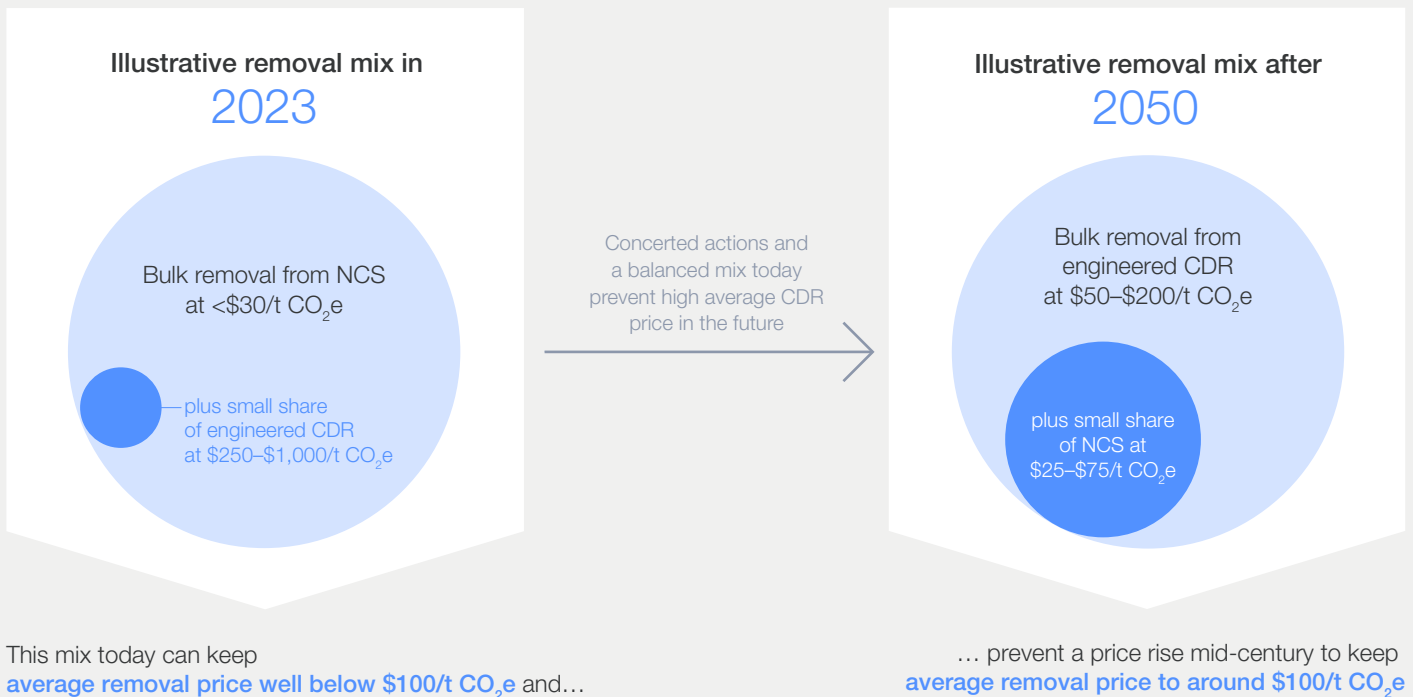 Illustrative removal mix in
2023
Bulk removal from NCS
at <$30/t CO₂e
plus small share
of engineered CDR
at $250–$1,000/t CO₂e
This mix today can keep
average removal price well below $100/t CO₂e and…
Concerted actions and
a balanced mix today
prevent high average CDR
price in the future
Illustrative removal mix after
2050
Bulk removal from
engineered CDR
at $50–$200/t CO₂e
plus small share
of NCS at
$25–$75/t CO₂e
… prevent a price rise mid-century to keep
average removal price to around $100/t CO₂e